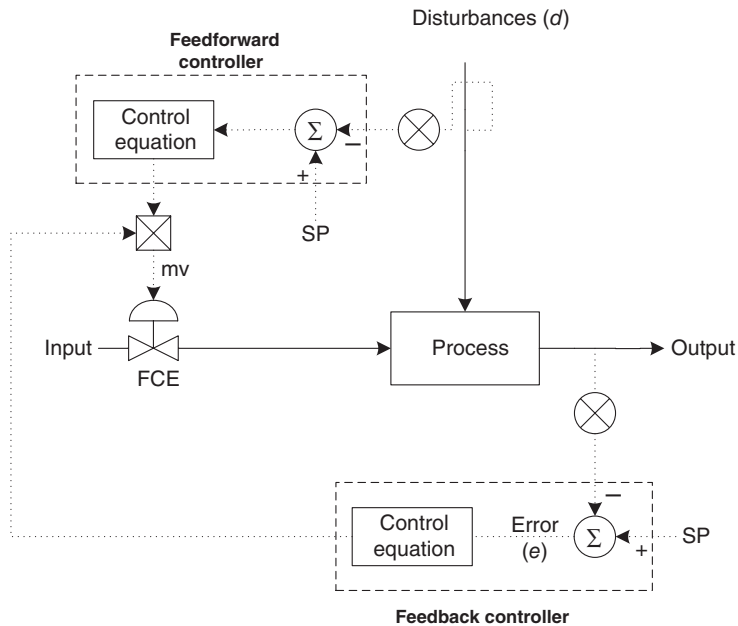 Disturbances (d)
Feedforward
controller
Control
equation
Σ
−
+
SP
mv
Input
FCE
Process
Output
−
Control
equation
Error
(e)
Σ
+
SP
Feedback controller